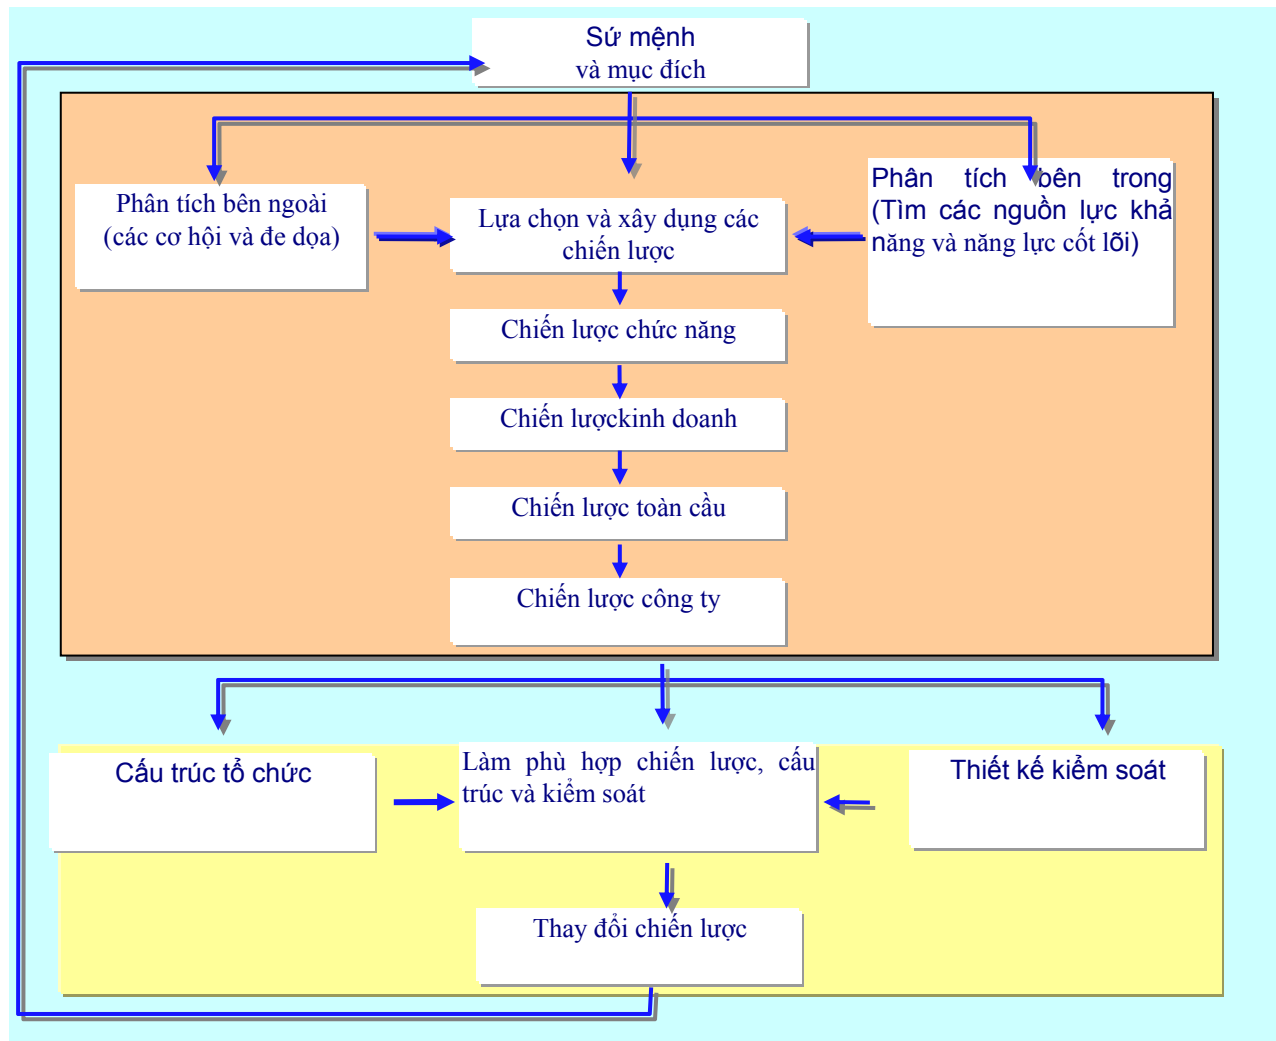 Sứ mệnh
và mục đích
Phân tích bên ngoài
(các cơ hội và đe dọa)
Lựa chọn và xây dụng các
chiến lược
Phân tích bên trong
(Tìm các nguồn lực khả
năng và năng lực cốt lõi)
Chiến lược chức năng
Chiến lượckinh doanh
Chiến lược toàn cầu
Chiến lược công ty
Cấu trúc tổ chức
Làm phù hợp chiến lược, cấu
trúc và kiểm soát
Thiết kế kiểm soát
Thay đổi chiến lược